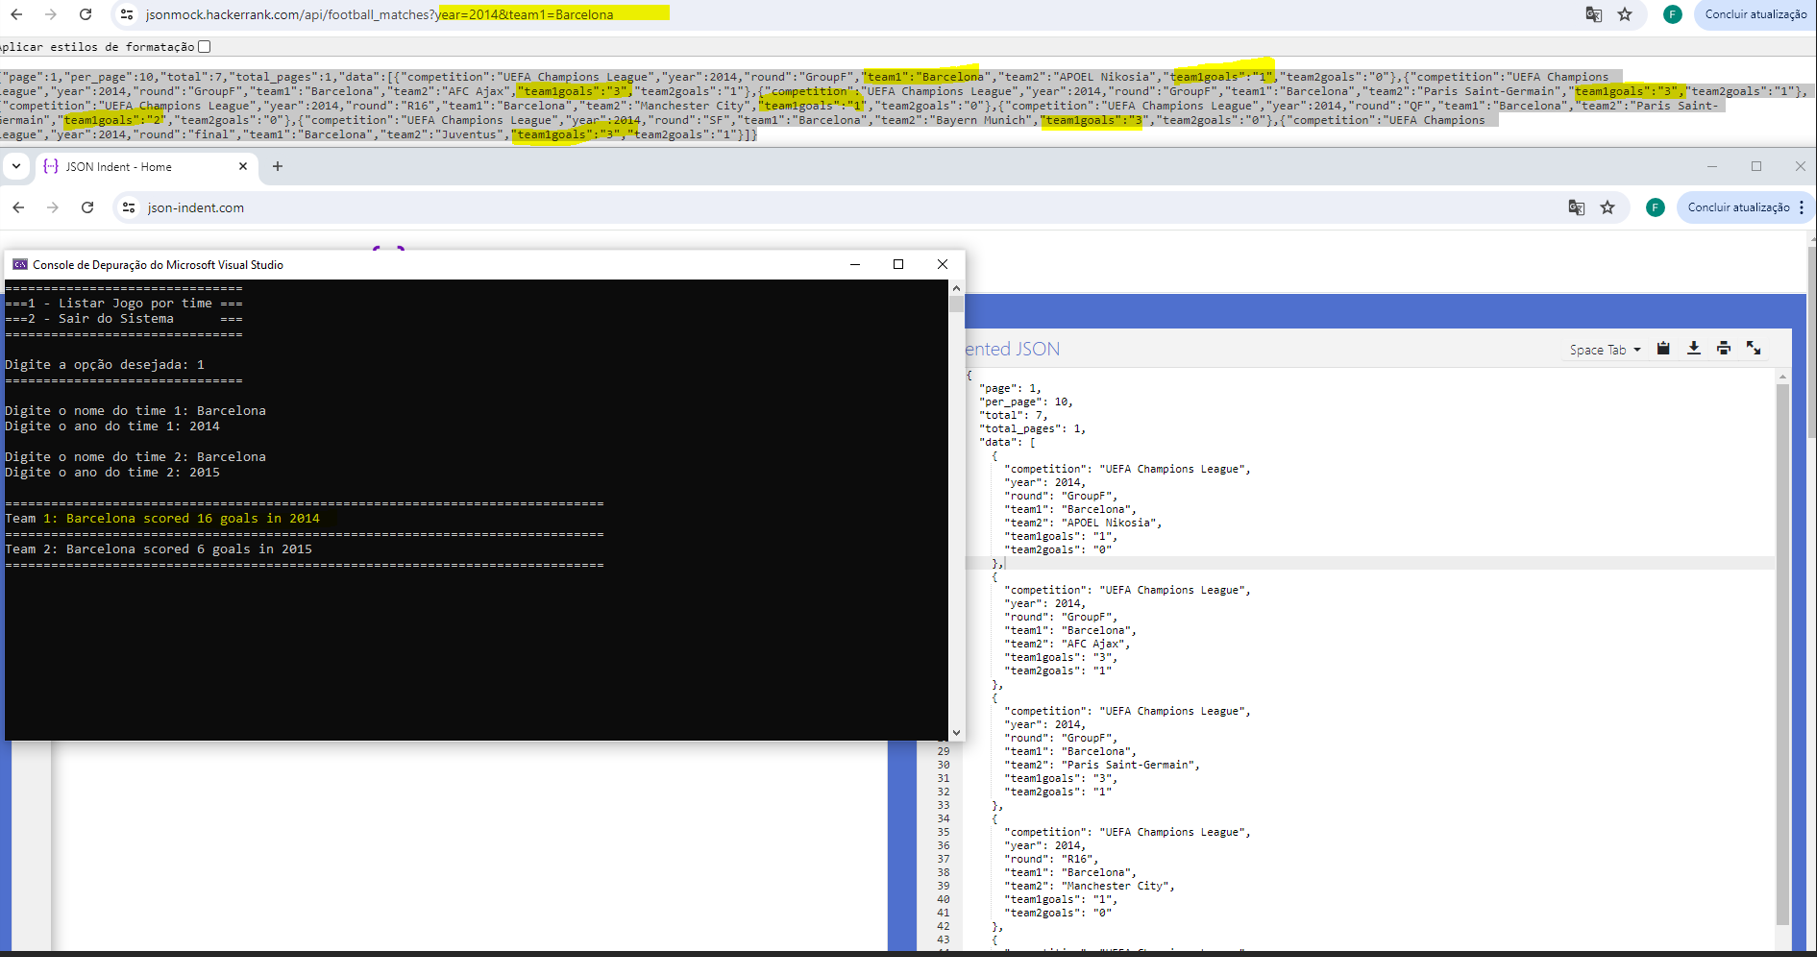 jsonmock.hackerrank.com/api/football_matches?year=2014&team1=Barcelona
F
Concluir atualização
plicar estilos de formatação
"page":1,"per_page":10,"total":7,"total_pages":1,"data":[{"competition":"UEFA Champions League","year":2014,"round":"GroupF","team1":"Barcelona","team2":"APOEL Nikosia","team1goals":"1","team2goals":"0"},{"competition":"UEFA Champions
eague","year":2014,"round":"GroupF","team1":"Barcelona","team2":"AFC Ajax","team1goals":"3","team2goals":"1"},{"competition":"UEFA Champions League","year":2014,"round":"GroupF","team1":"Barcelona","team2":"Paris Saint-Germain","team1goals":"3","team2goals":"1"},
"competition":"UEFA Champions League","year":2014,"round":"R16","team1":"Barcelona","team2":"Manchester City","team1goals":"1","team2goals":"0"},{"competition":"UEFA Champions League","year":2014,"round":"QF","team1":"Barcelona","team2":"Paris Saint-
ermain","team1goals":"2","team2goals":"0"},{"competition":"UEFA Champions League","year":2014,"round":"SF","team1":"Barcelona","team2":"Bayern Munich","team1goals":"3","team2goals":"0"},{"competition":"UEFA Champions
eague","year":2014,"round":"final","team1":"Barcelona","team2":"Juventus","team1goals":"3","team2goals":"1"}]}
{··} JSON Indent - Home
json-indent.com
F
Concluir atualização
Console de Depuração do Microsoft Visual Studio
===============================
===1 - Listar Jogo por time ===
===2 - Sair do Sistema      ===
===============================
Digite a opção desejada: 1
===============================
Digite o nome do time 1: Barcelona
Digite o ano do time 1: 2014
Digite o nome do time 2: Barcelona
Digite o ano do time 2: 2015
==============================================================================
Team 1: Barcelona scored 16 goals in 2014
==============================================================================
Team 2: Barcelona scored 6 goals in 2015
==============================================================================
ented JSON
Space Tab
{
"page": 1,
"per_page": 10,
"total": 7,
"total_pages": 1,
"data": [
{
"competition": "UEFA Champions League",
"year": 2014,
"round": "GroupF",
"team1": "Barcelona",
"team2": "APOEL Nikosia",
"team1goals": "1",
"team2goals": "0"
},
{
"competition": "UEFA Champions League",
"year": 2014,
"round": "GroupF",
"team1": "Barcelona",
"team2": "AFC Ajax",
"team1goals": "3",
"team2goals": "1"
},
{
"competition": "UEFA Champions League",
"year": 2014,
"round": "GroupF",
29 "team1": "Barcelona",
30 "team2": "Paris Saint-Germain",
31 "team1goals": "3",
32 "team2goals": "1"
33 },
34 {
35 "competition": "UEFA Champions League",
36 "year": 2014,
37 "round": "R16",
38 "team1": "Barcelona",
39 "team2": "Manchester City",
40 "team1goals": "1",
41 "team2goals": "0"
42 },
43 {